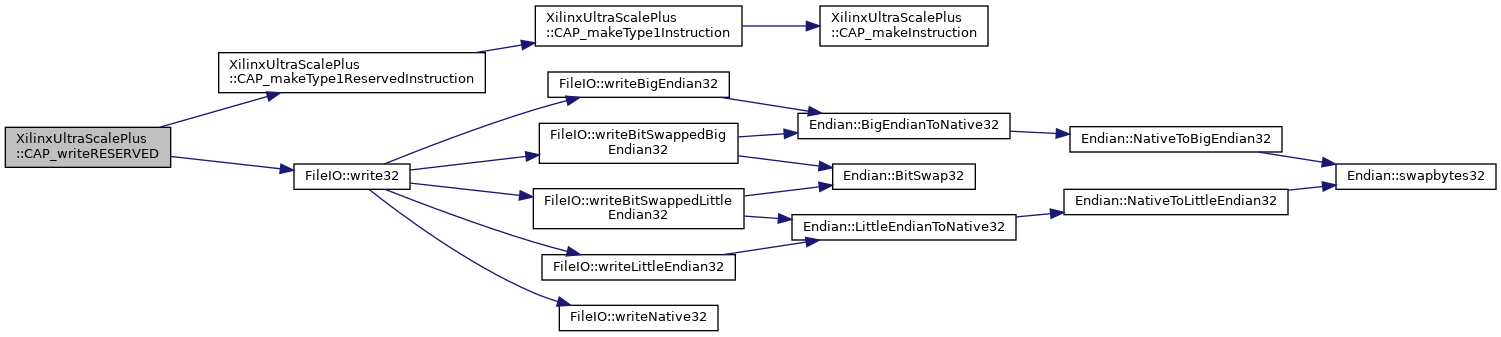 XilinxUltraScalePlus
::CAP_writeRESERVED
XilinxUltraScalePlus
::CAP_makeType1ReservedInstruction
XilinxUltraScalePlus
::CAP_makeType1Instruction
XilinxUltraScalePlus
::CAP_makeInstruction
FileIO::write32
FileIO::writeBigEndian32
FileIO::writeBitSwappedBig
Endian32
FileIO::writeBitSwappedLittle
Endian32
FileIO::writeLittleEndian32
FileIO::writeNative32
Endian::BigEndianToNative32
Endian::BitSwap32
Endian::LittleEndianToNative32
Endian::NativeToBigEndian32
Endian::NativeToLittleEndian32
Endian::swapbytes32